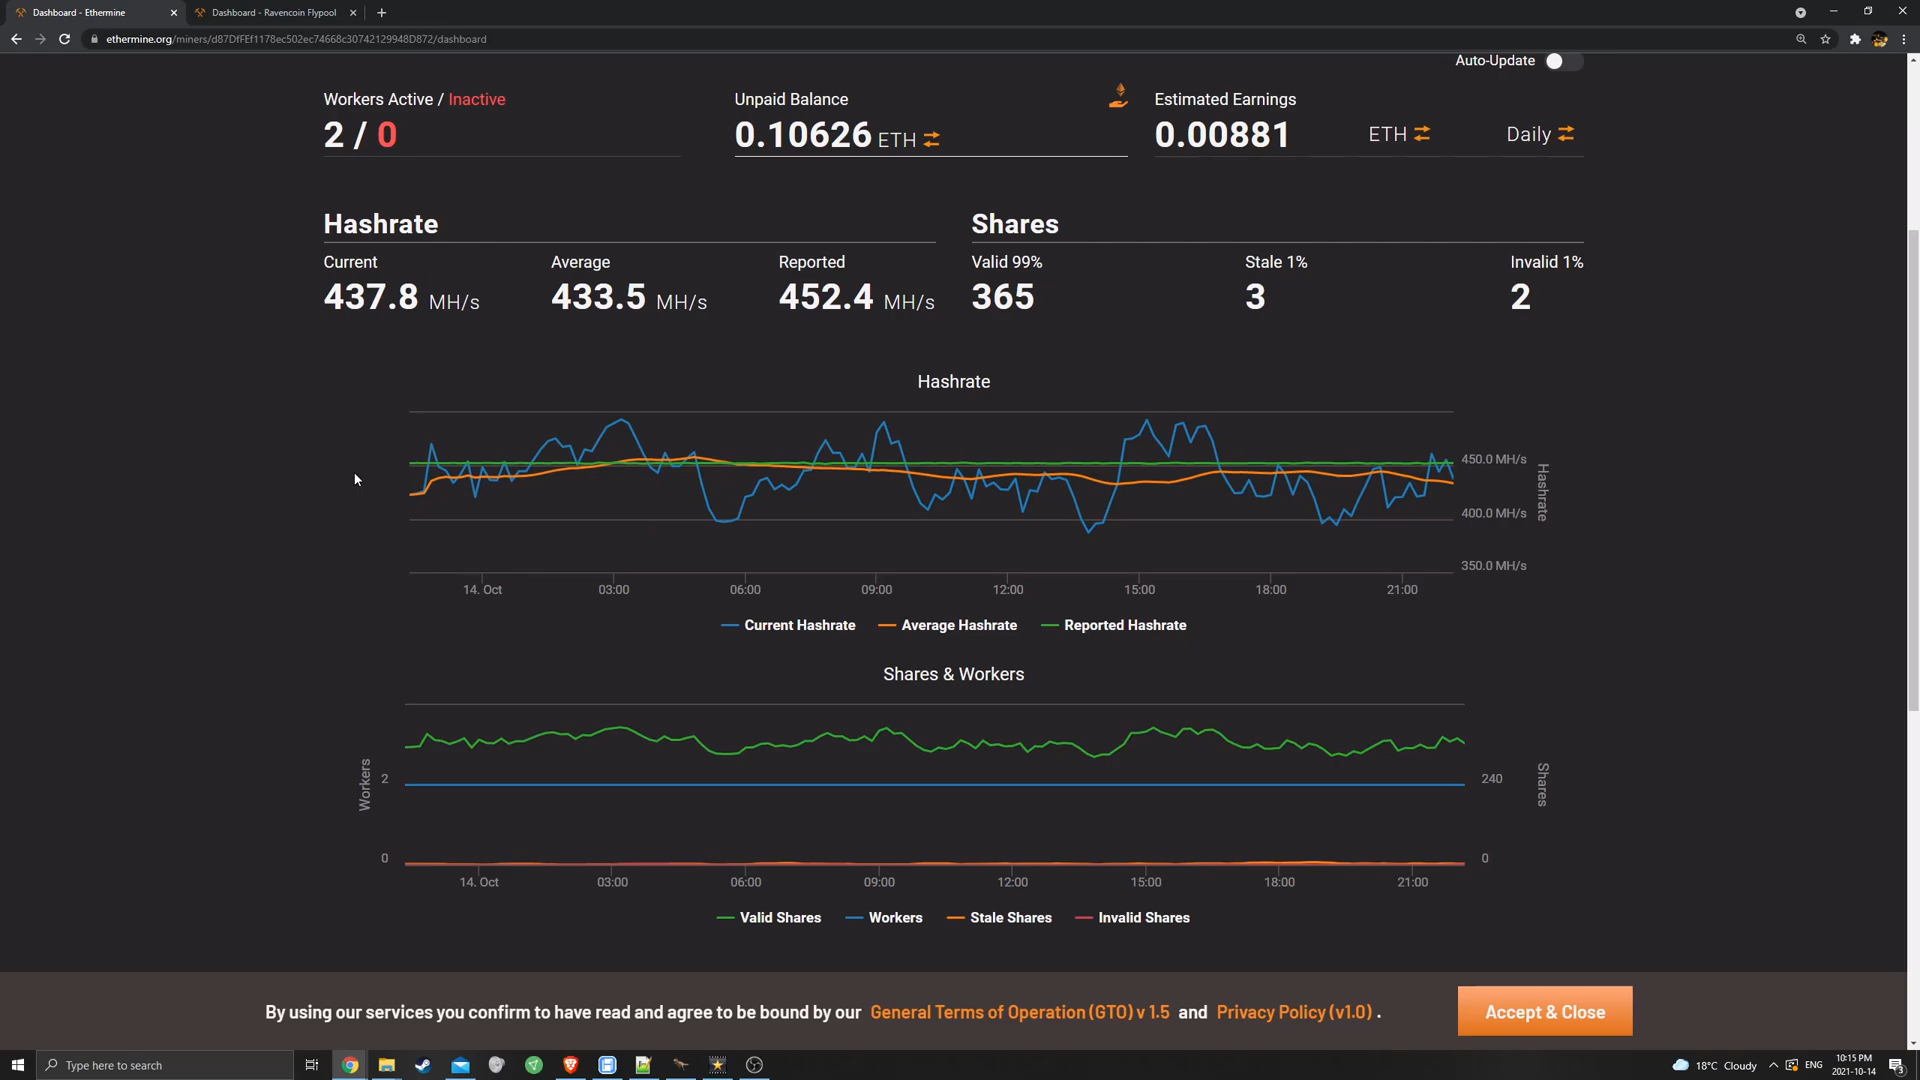 Dashboard - Ethermine
Dashboard - Ravencoin Flypool
ethermine.org/miners/d87DfFEf1178ec502ec74668c30742129948D872/dashboard
Auto-Update
Workers Active / Inactive
2 / 0
Unpaid Balance
0.10626 ETH
Estimated Earnings
0.00881 ETH Daily
Hashrate
Current
437.8 MH/s
Average
433.5 MH/s
Reported
452.4 MH/s
Shares
Valid 99%
365
Stale 1%
3
Invalid 1%
2
Hashrate
450.0 MH/s
400.0 MH/s
350.0 MH/s
Hashrate
14. Oct 03:00 06:00 09:00 12:00 15:00 18:00 21:00
Current Hashrate Average Hashrate Reported Hashrate
Shares & Workers
Workers
2
0
240
0
Shares
14. Oct 03:00 06:00 09:00 12:00 15:00 18:00 21:00
Valid Shares Workers Stale Shares Invalid Shares
By using our services you confirm to have read and agree to be bound by our General Terms of Operation (GTO) v 1.5 and Privacy Policy (v1.0) .
Accept & Close
Type here to search
18°C Cloudy
ENG
10:15 PM
2021-10-14
3